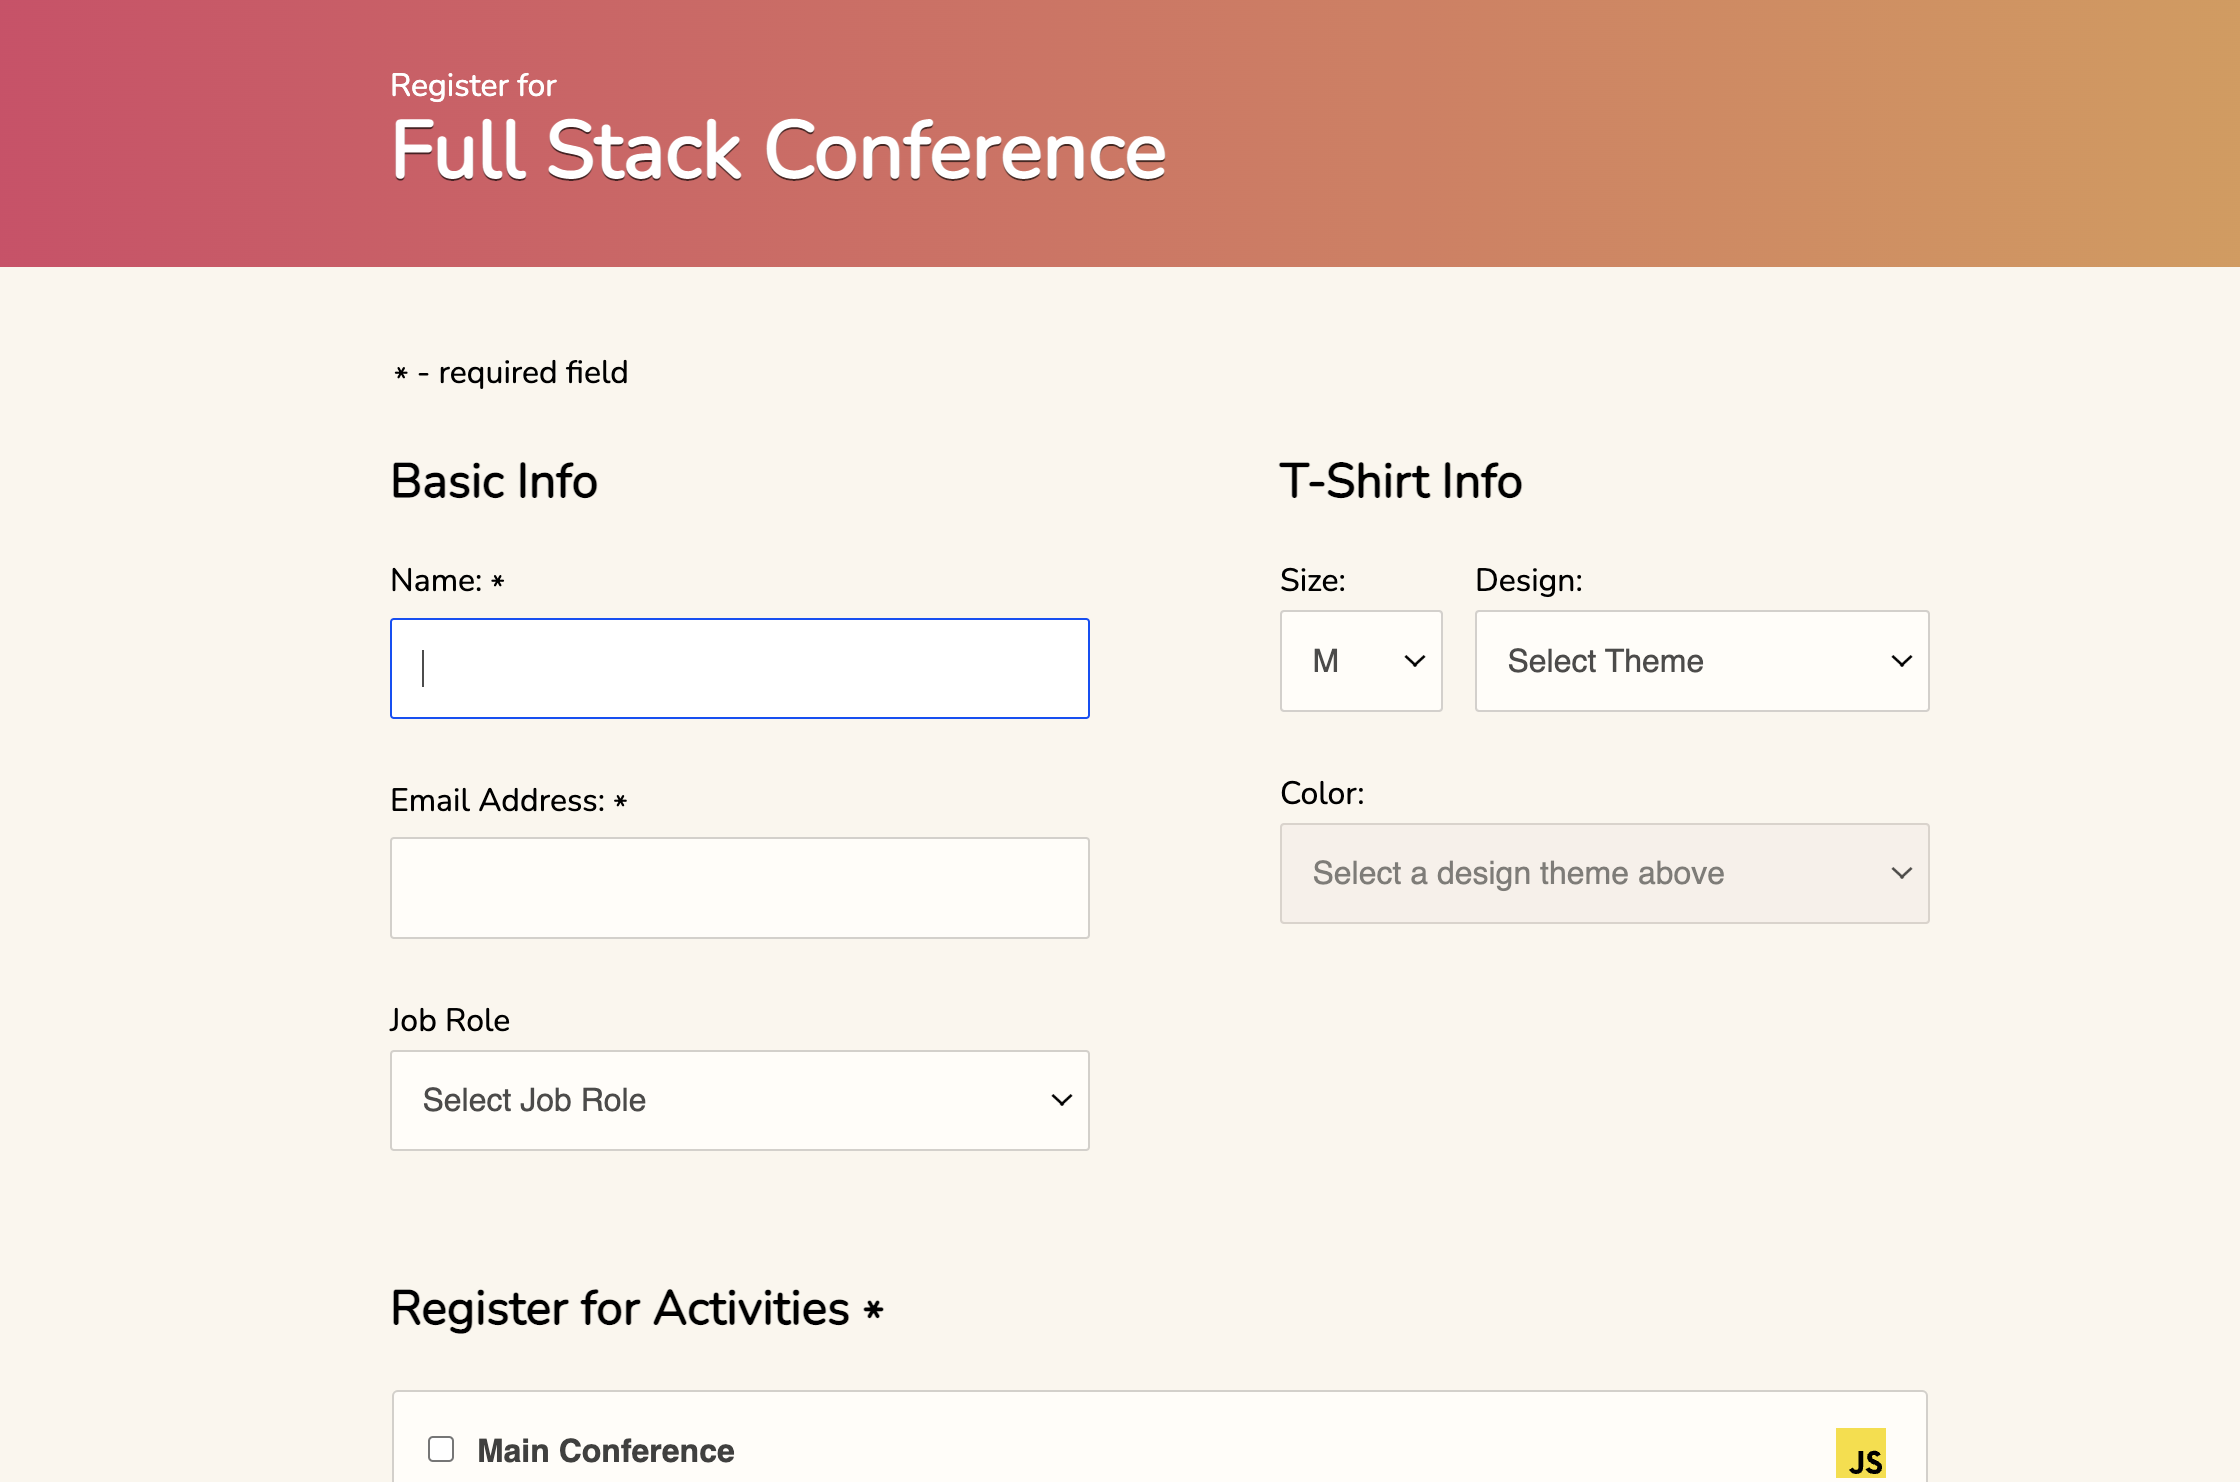 Register for
Full Stack Conference
* - required field
Basic Info
Name: *
Email Address: *
Job Role
Select Job Role
T-Shirt Info
Size:
M
Design:
Select Theme
Color:
Select a design theme above
Register for Activities *
Main Conference
JS